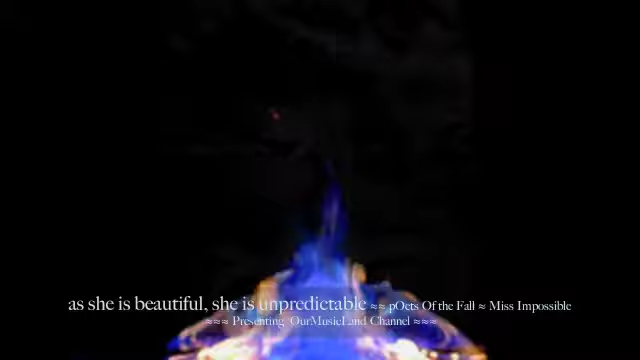 as she is beautiful, she is unpredictable ≈≈ pOets Of the Fall ≈ Miss Impossible
≈≈≈ Presenting OurMusicLand Channel ≈≈≈